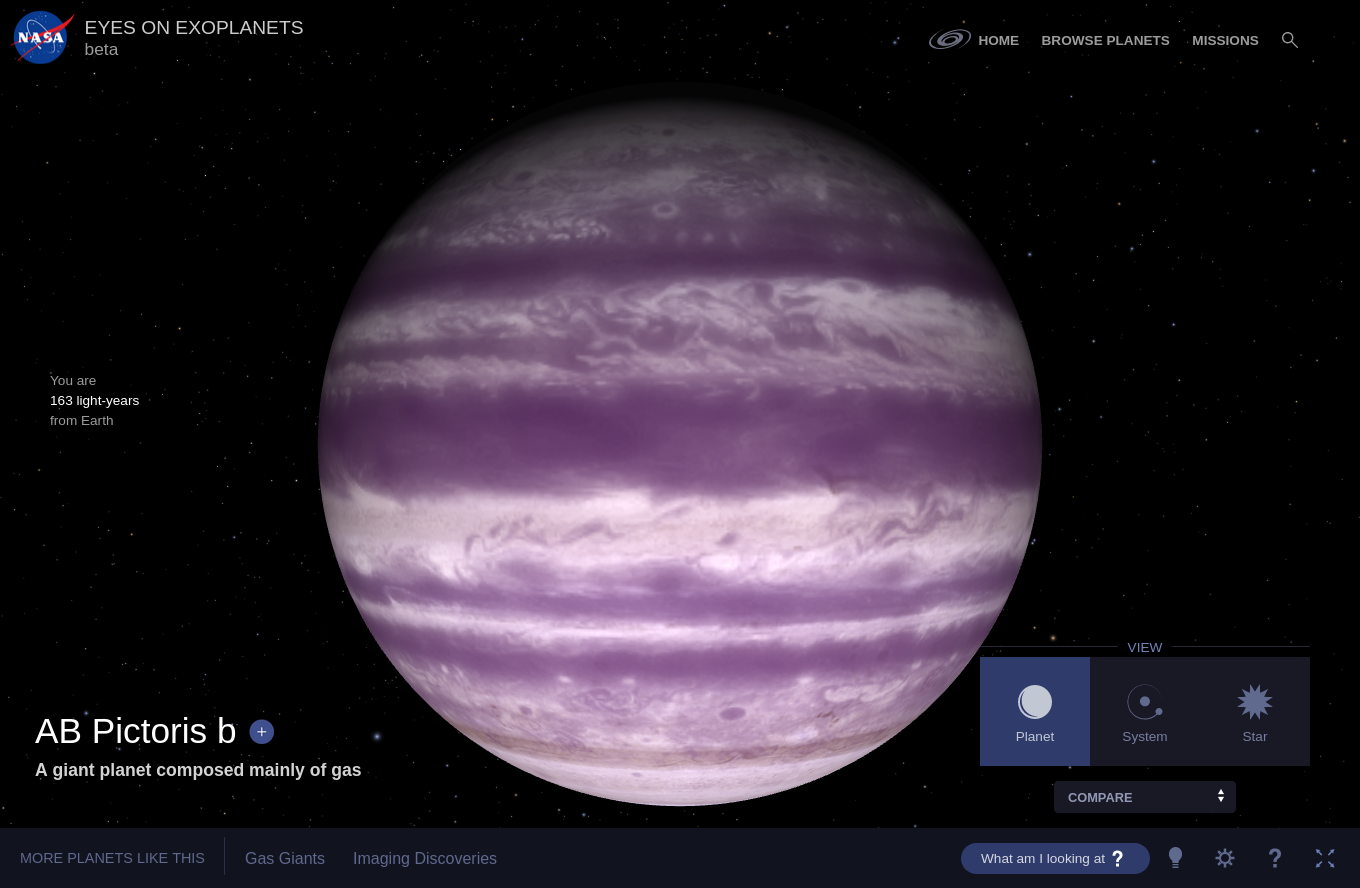 NASA
EYES ON EXOPLANETS
beta
HOME
BROWSE PLANETS
MISSIONS
You are
163 light-years
from Earth
VIEW
Planet
System
Star
AB Pictoris b +
A giant planet composed mainly of gas
COMPARE
MORE PLANETS LIKE THIS
Gas Giants
Imaging Discoveries
What am I looking at ?
?